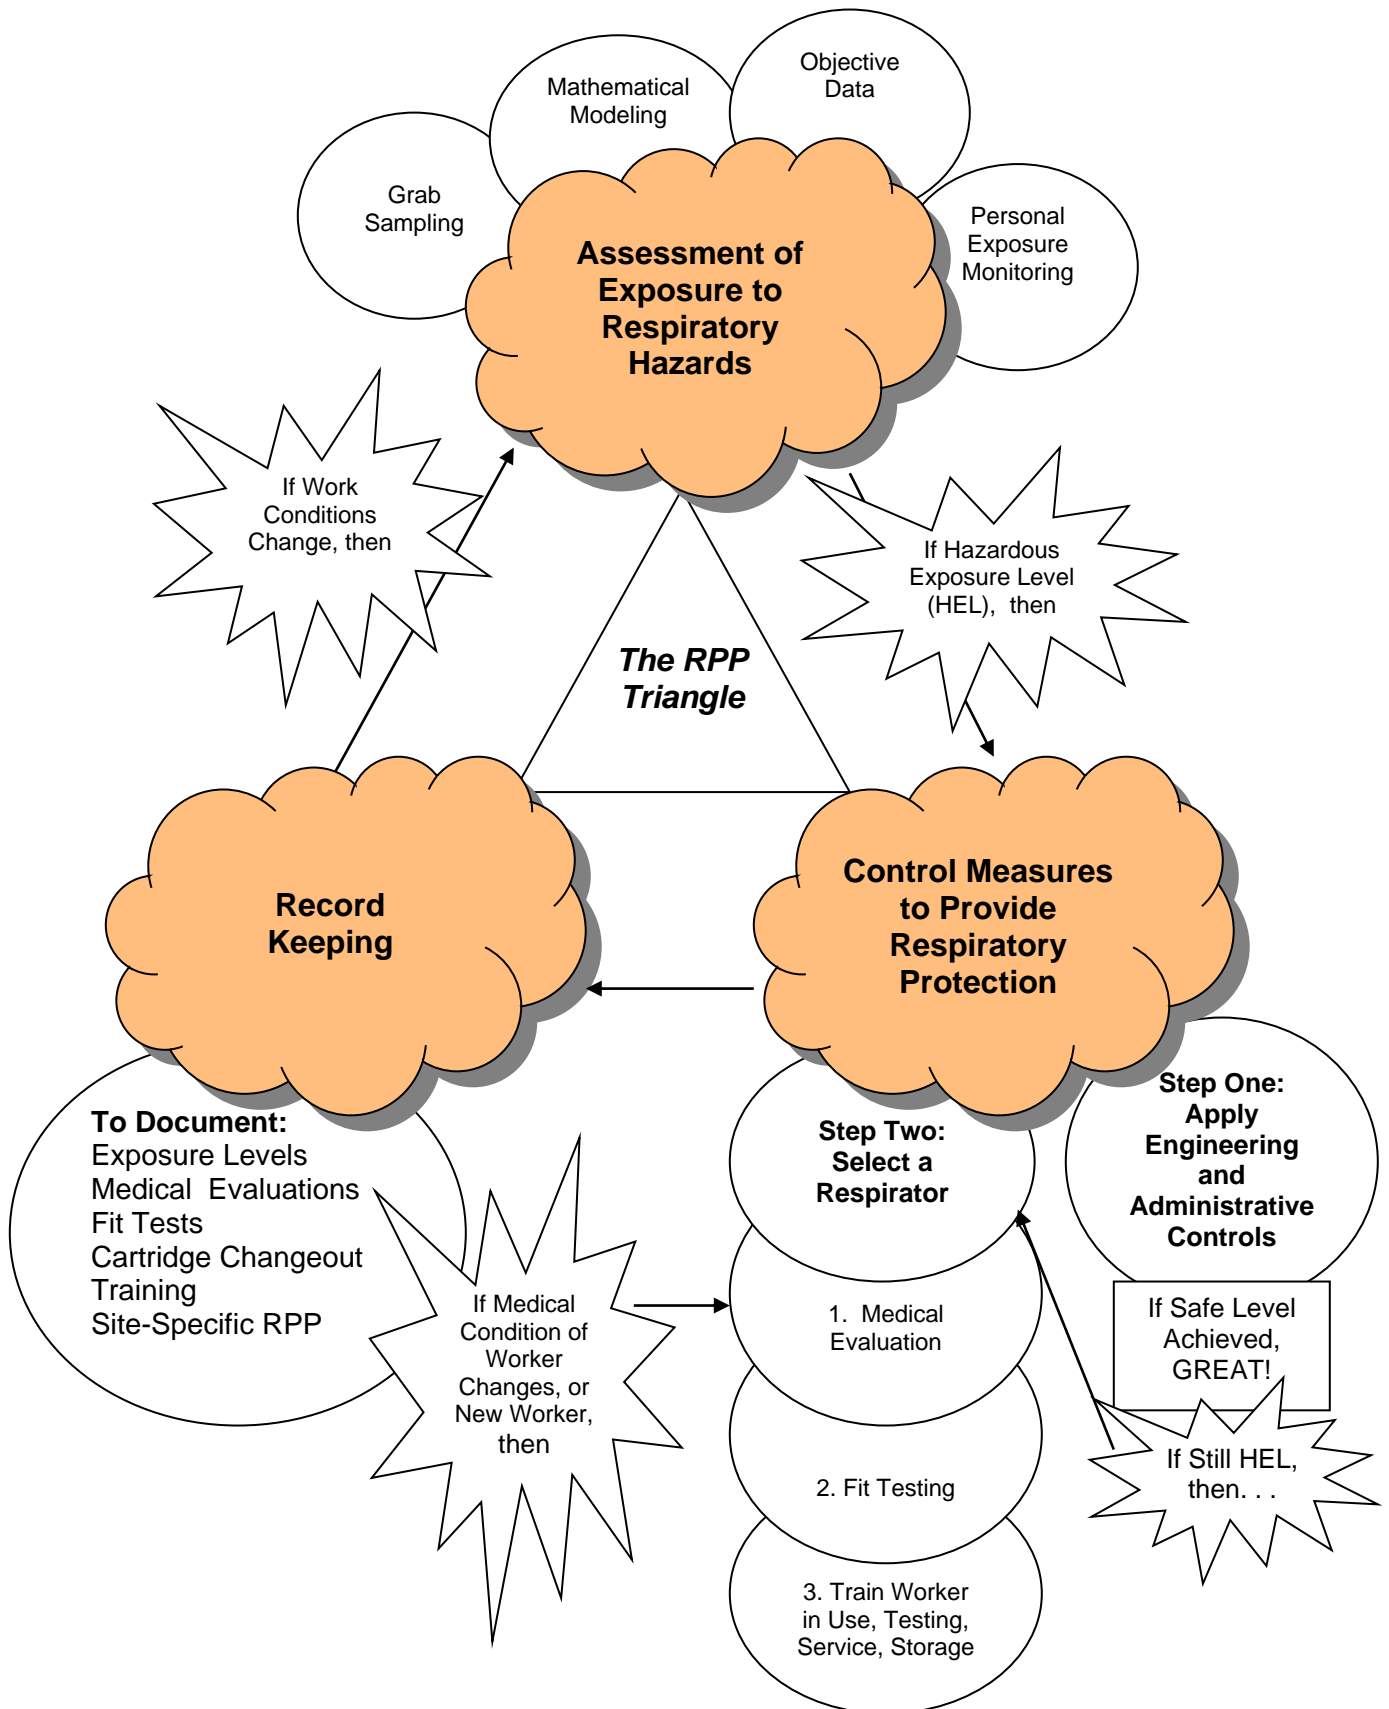 Objective
Data
Mathematical
Modeling
Grab
Sampling
Personal
Exposure
Monitoring
Assessment of
Exposure to
Respiratory
Hazards
If Work
Conditions
Change, then
If Hazardous
Exposure Level
(HEL), then
The RPP
Triangle
Record
Keeping
Control Measures
to Provide
Respiratory
Protection
To Document:
Exposure Levels
Medical Evaluations
Fit Tests
Cartridge Changeout
Training
Site-Specific RPP
If Medical
Condition of
Worker
Changes, or
New Worker,
then
Step Two:
Select a
Respirator
1. Medical
Evaluation
2. Fit Testing
3. Train Worker
in Use, Testing,
Service, Storage
Step One:
Apply
Engineering
and
Administrative
Controls
If Safe Level
Achieved,
GREAT!
If Still HEL,
then. . .